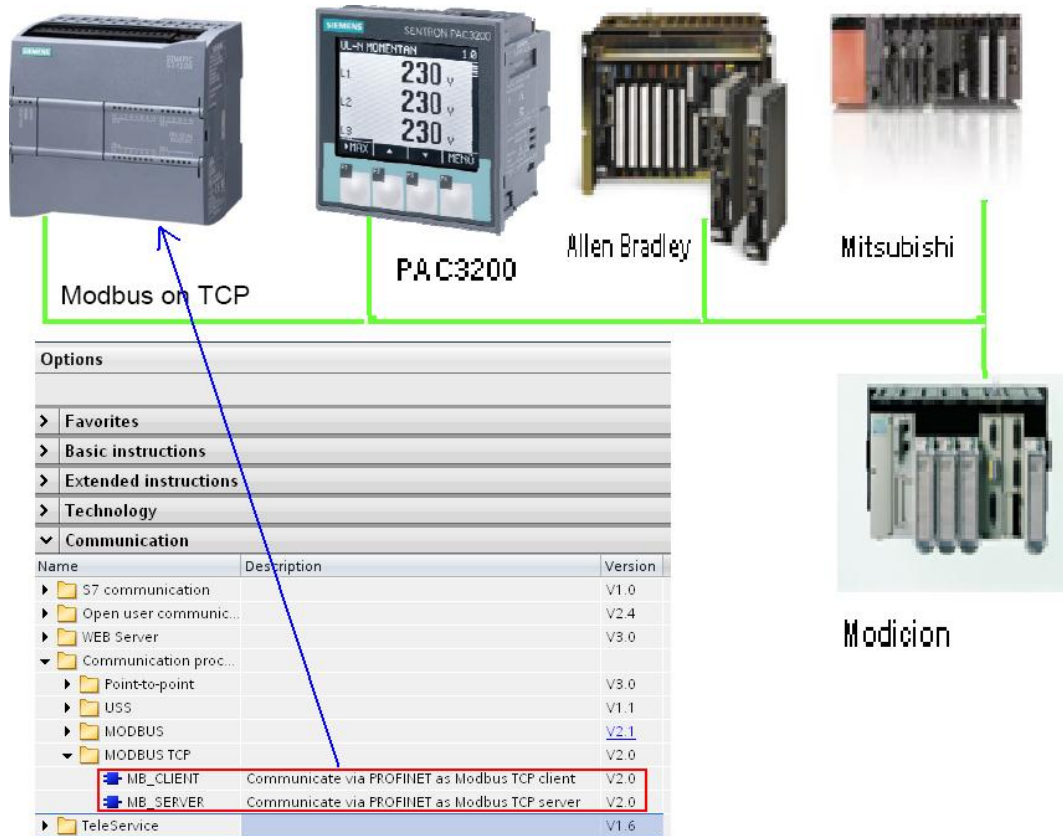 SIEMENS
SIEMENS
SENTRON PAC3200
UL-N MOMENTAN 1.0
L1 230 V
L2 230 V
L3 230 V
MAX ▲ ▼ MENU
PAC3200
Allen Bradley
Mitsubishi
Modbus on TCP
Modicion
Options
Favorites
Basic instructions
Extended instructions
Technology
Communication
Name Description Version
S7 communication V1.0
Open user communic... V2.4
WEB Server V3.0
Communication proc...
Point-to-point V3.0
USS V1.1
MODBUS V2.1
MODBUS TCP V2.0
MB_CLIENT Communicate via PROFINET as Modbus TCP client V2.0
MB_SERVER Communicate via PROFINET as Modbus TCP server V2.0
TeleService V1.6